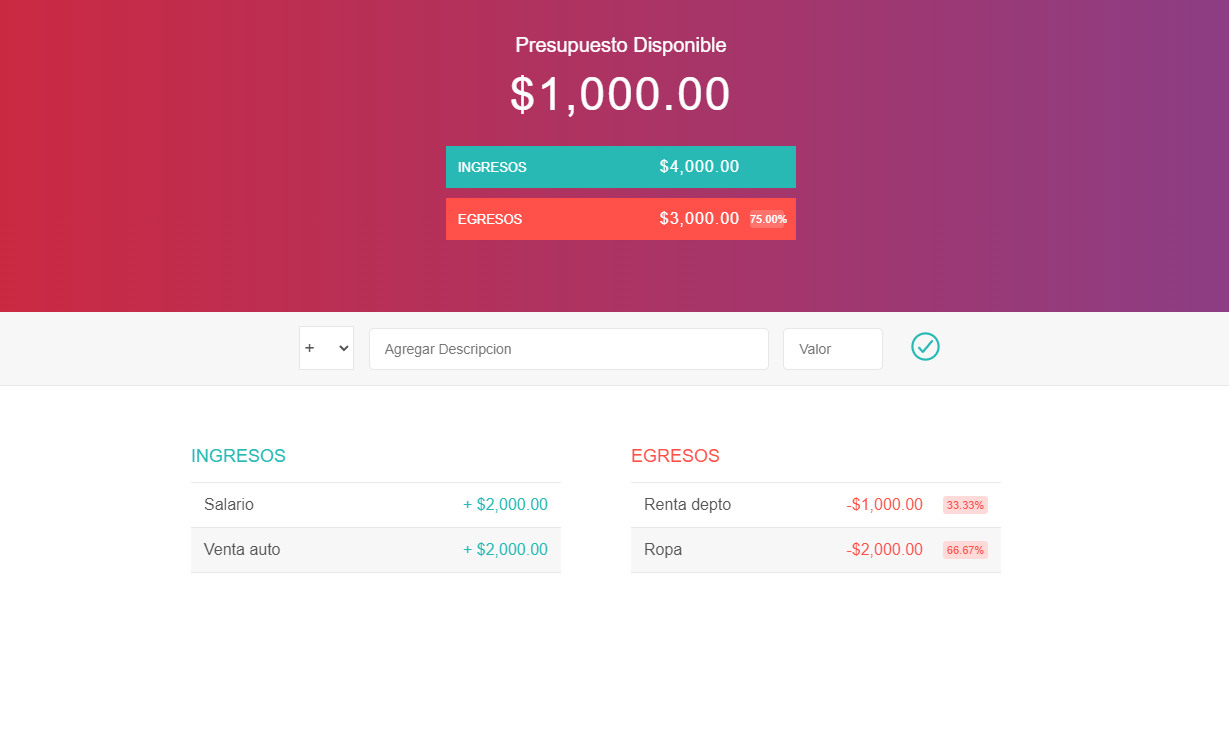 Presupuesto Disponible
$1,000.00
INGRESOS $4,000.00
EGRESOS $3,000.00 75.00%
+ Agregar Descripcion Valor
INGRESOS
Salario + $2,000.00
Venta auto + $2,000.00
EGRESOS
Renta depto -$1,000.00 33.33%
Ropa -$2,000.00 66.67%